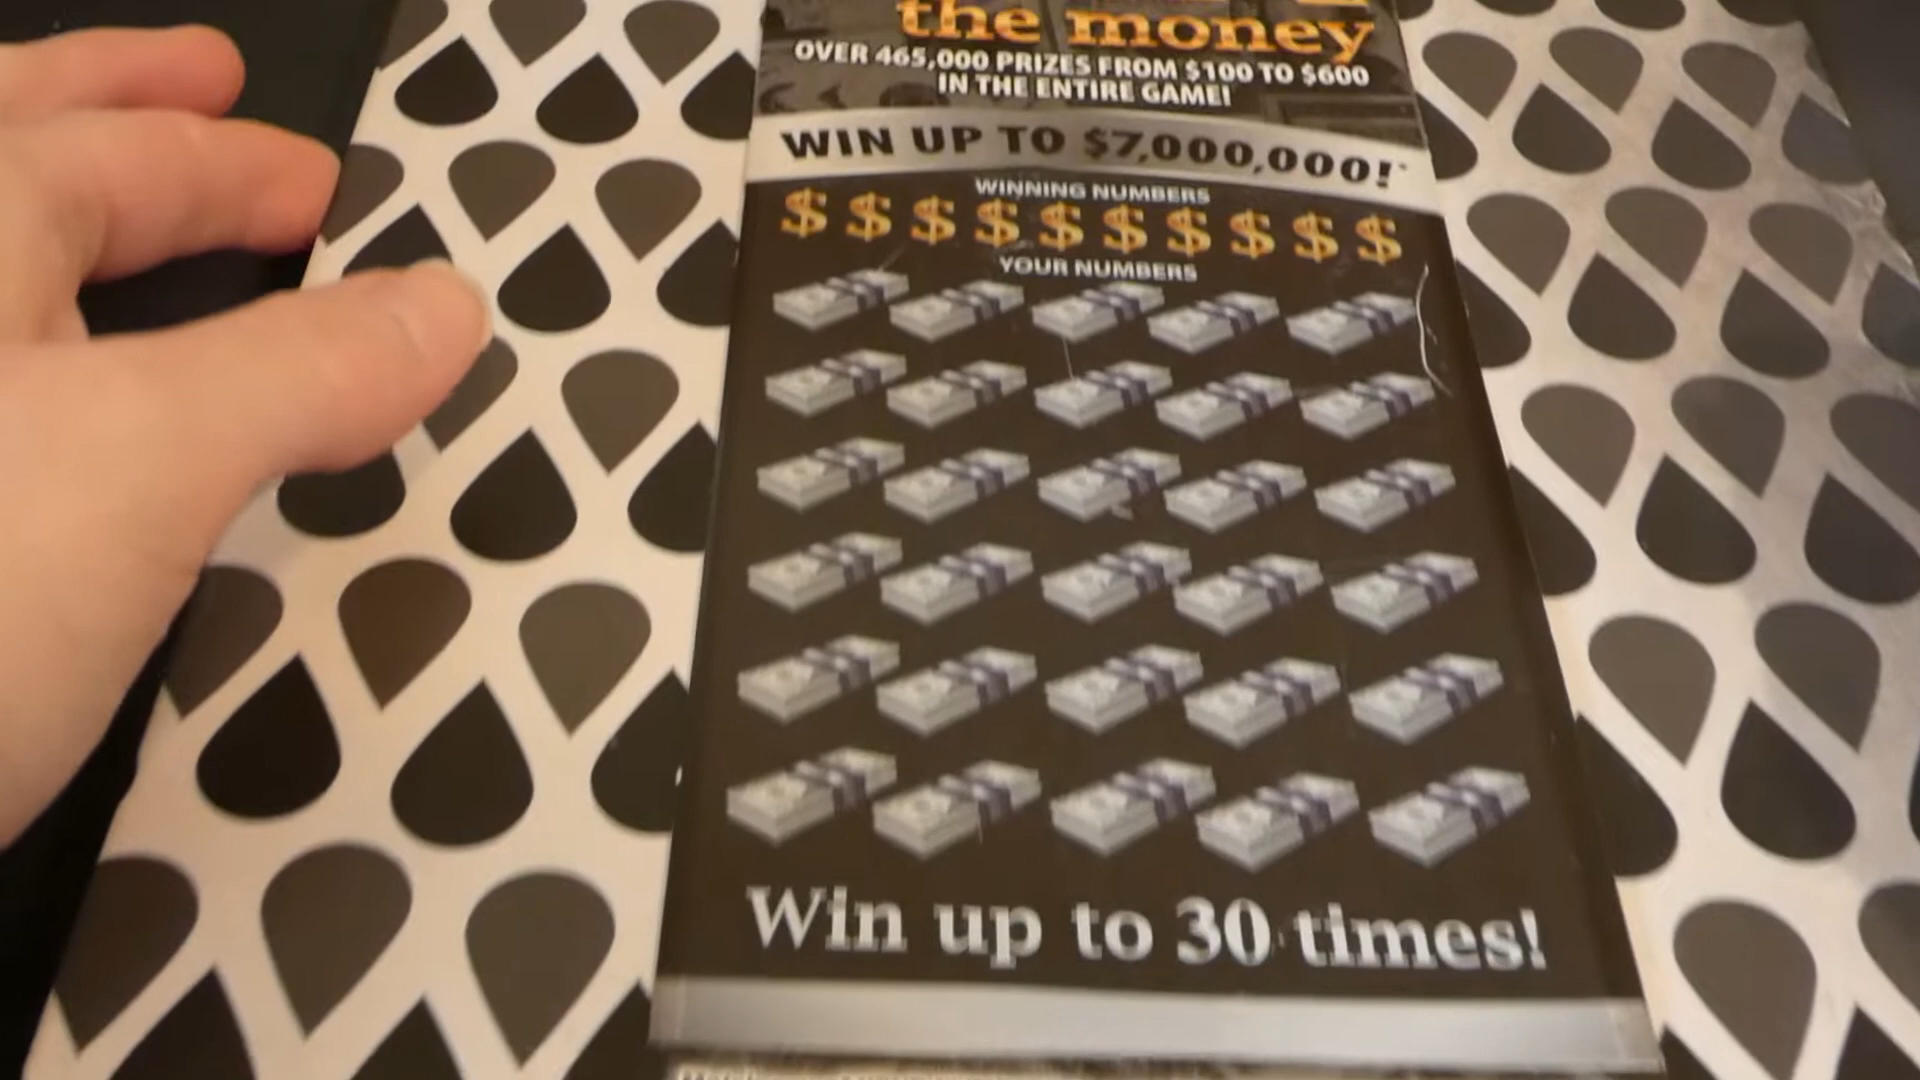 the money
OVER 465,000 PRIZES FROM $100 TO $600
IN THE ENTIRE GAME!
WIN UP TO $7,000,000!*
WINNING NUMBERS
$ $ $ $ $ $ $ $ $ $
YOUR NUMBERS
Win up to 30 times!